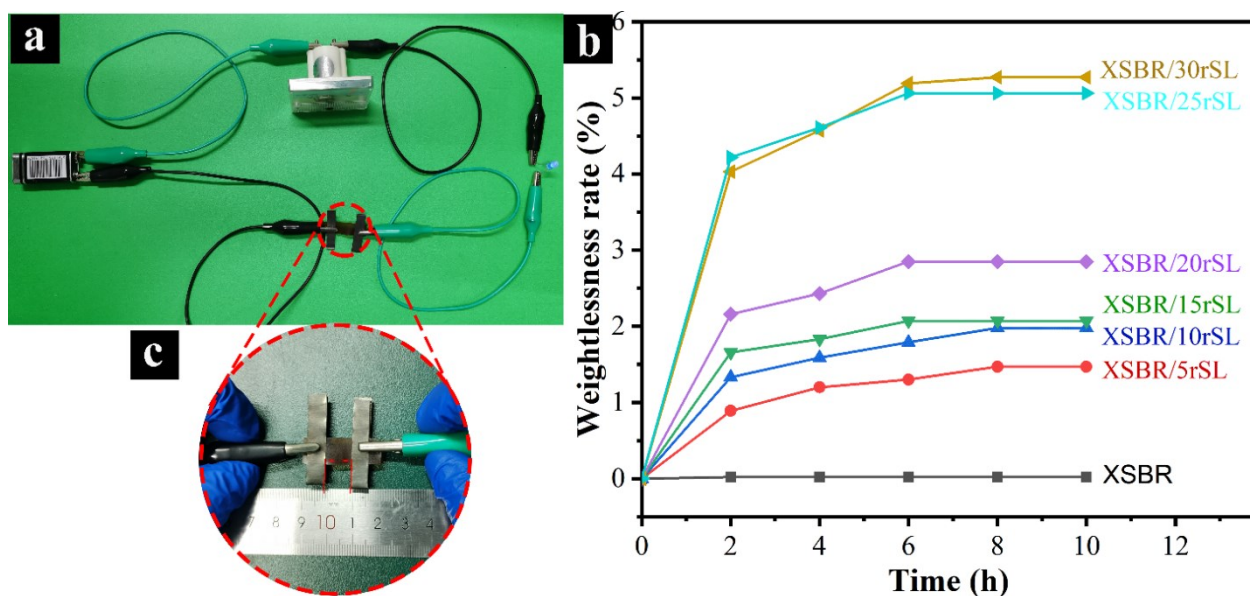 a
b
c
Weightlessness rate (%)
6
5
4
3
2
1
0
XSBR/30rSL
XSBR/25rSL
XSBR/20rSL
XSBR/15rSL
XSBR/10rSL
XSBR/5rSL
XSBR
0 2 4 6 8 10 12
Time (h)
7 8 9 10 1 2 3 4